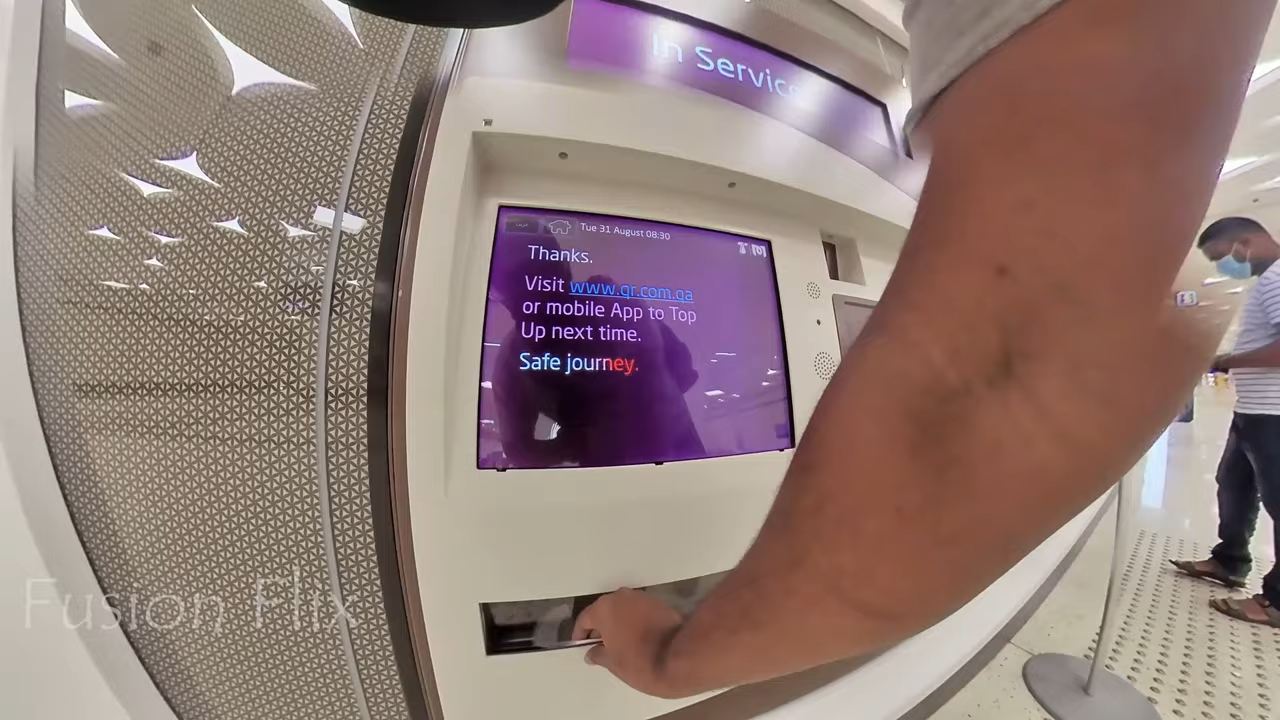 In Service
Tue 31 August 08:30
Thanks.
Visit www.qr.com.qa
or mobile App to Top
Up next time.
Safe journey.
Fusion Flix